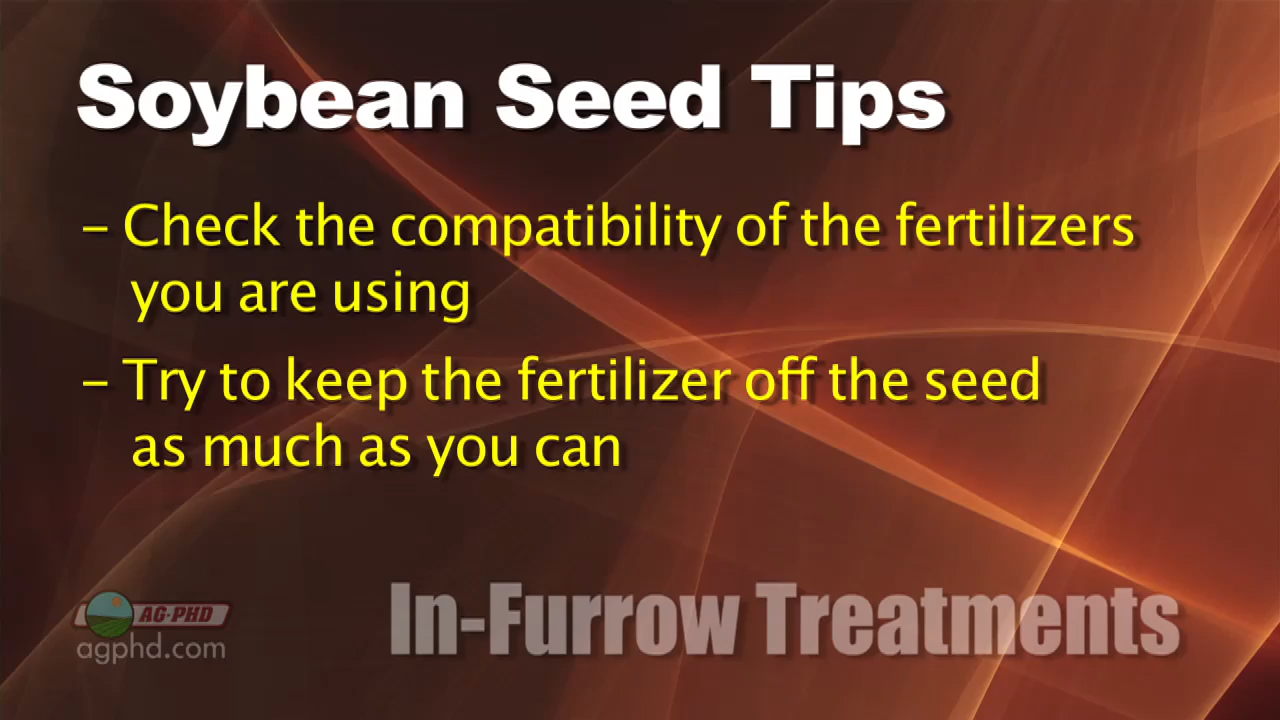 Soybean Seed Tips
– Check the compatibility of the fertilizers
you are using
– Try to keep the fertilizer off the seed
as much as you can
In-Furrow Treatments
AG-PHD
agphd.com